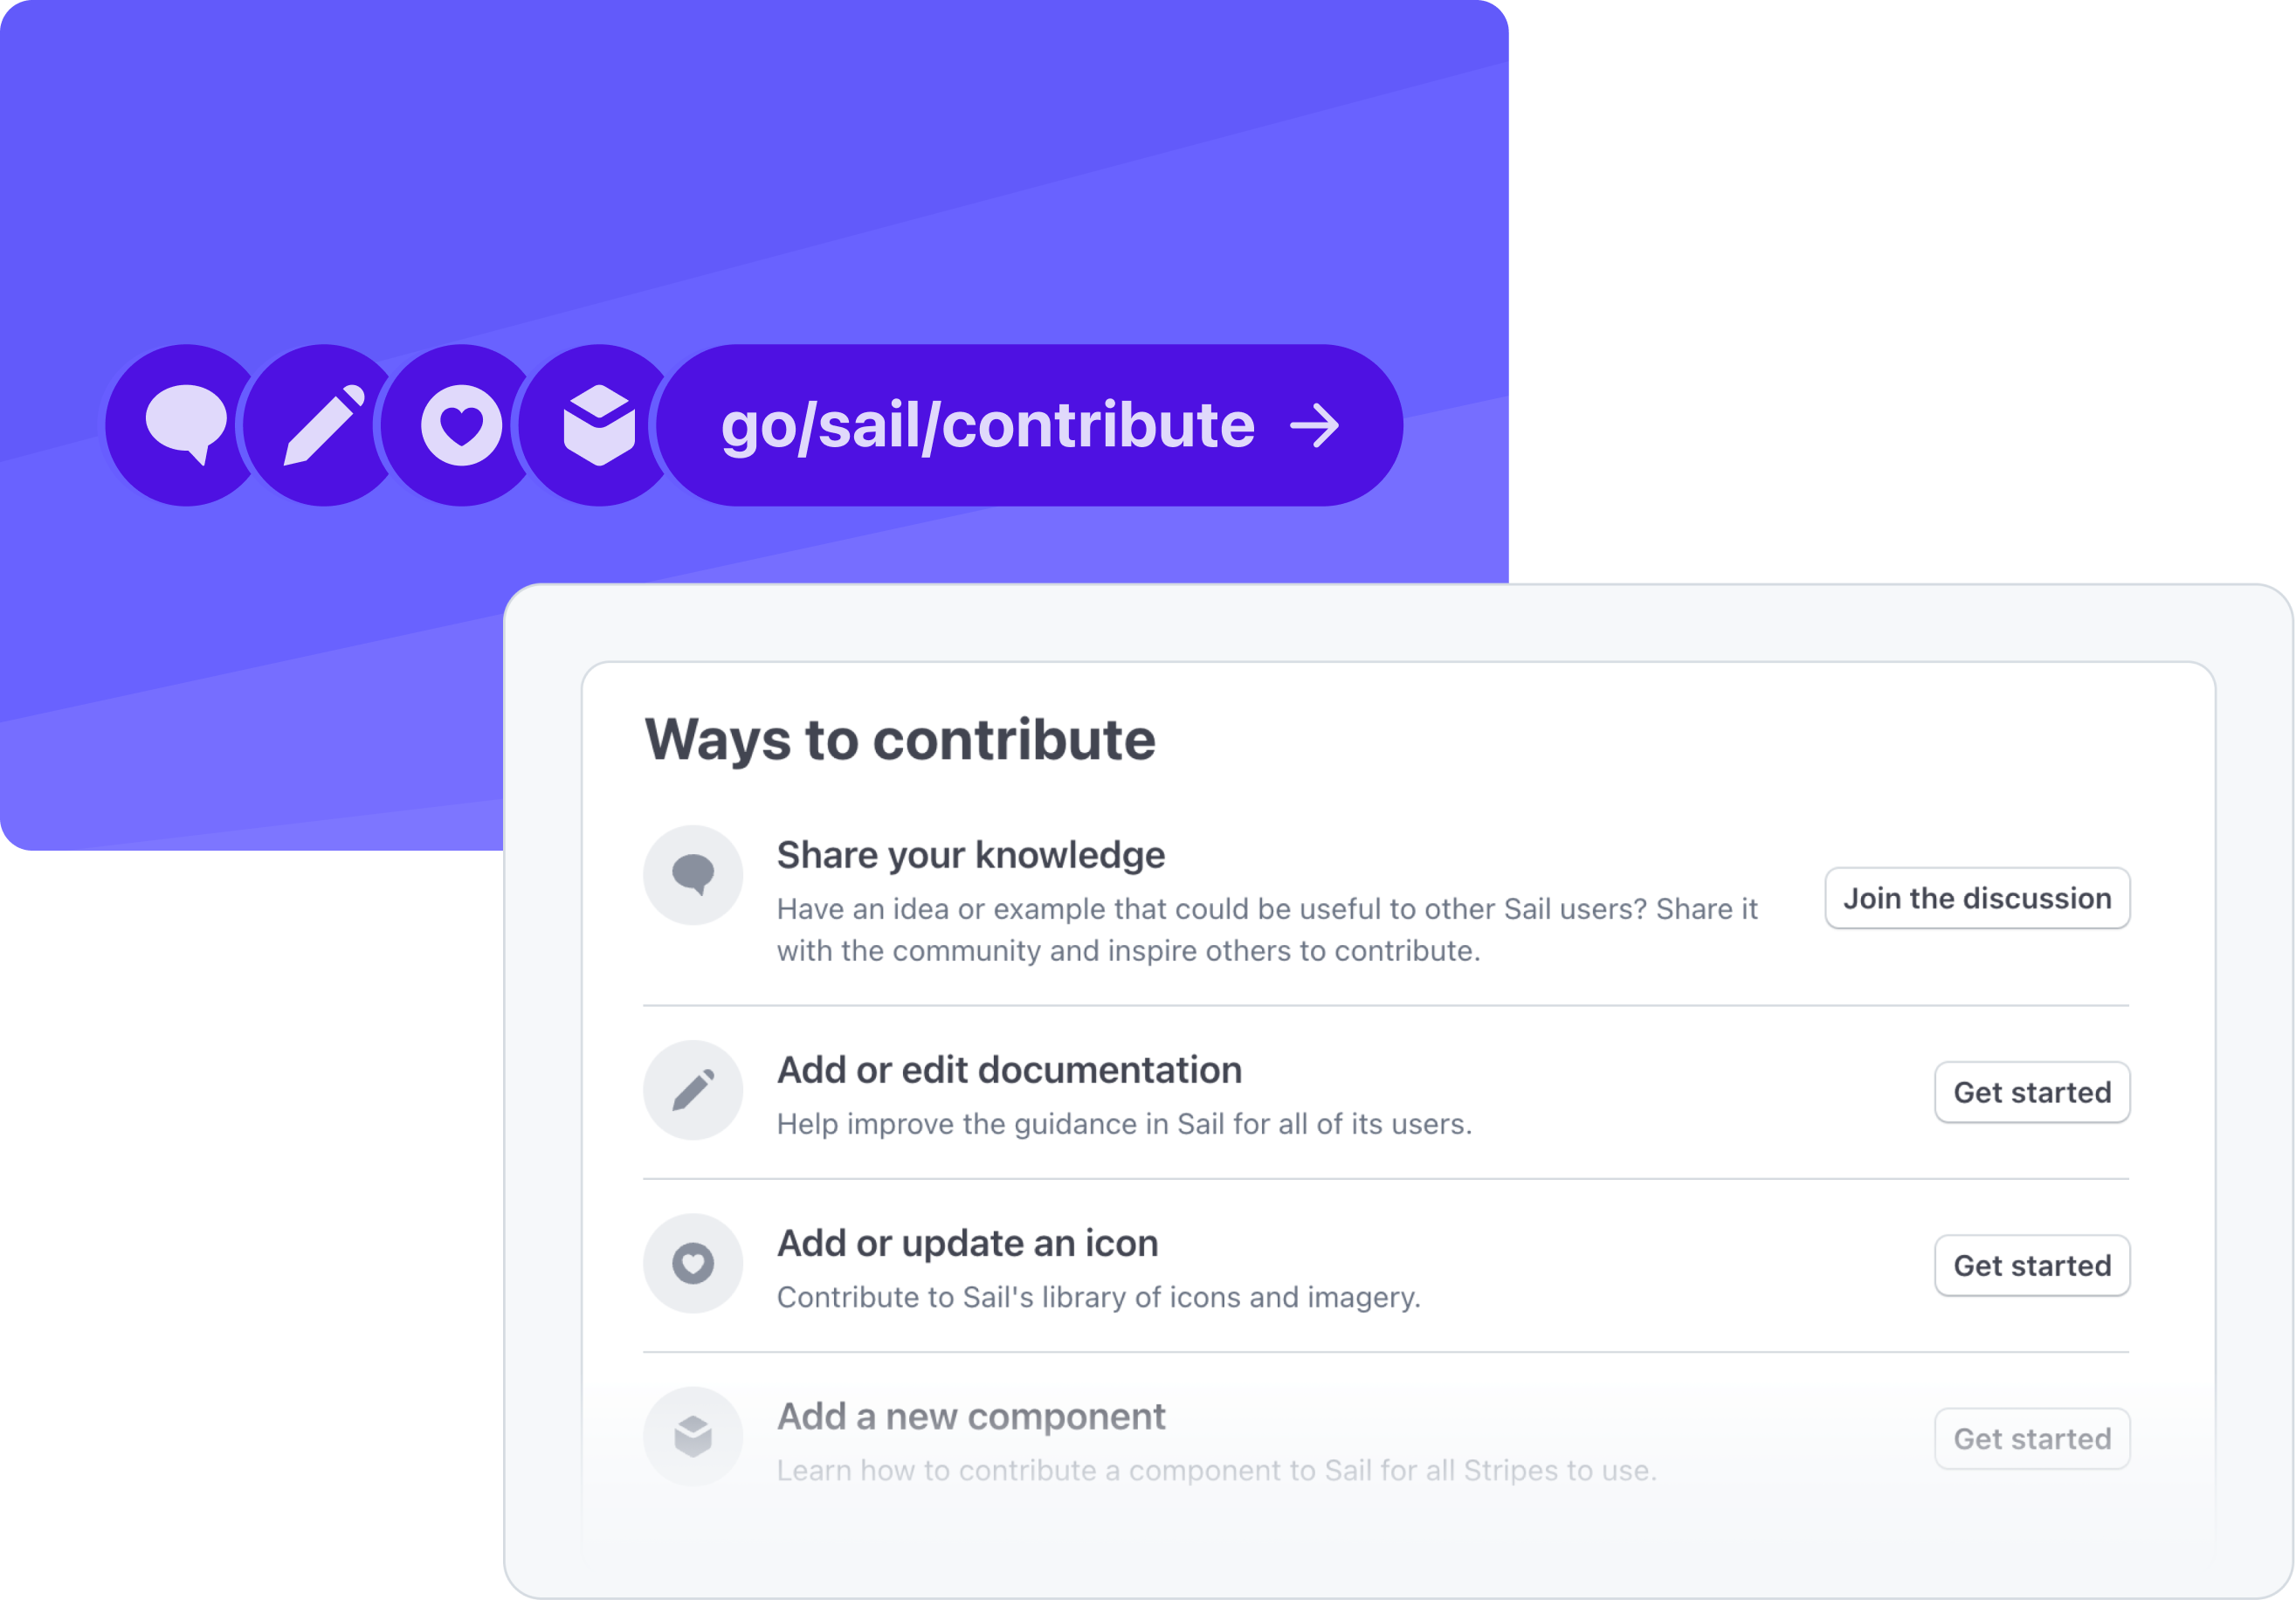 go/sail/contribute
Ways to contribute
Share your knowledge
Have an idea or example that could be useful to other Sail users? Share it
with the community and inspire others to contribute.
Join the discussion
Add or edit documentation
Help improve the guidance in Sail for all of its users.
Get started
Add or update an icon
Contribute to Sail's library of icons and imagery.
Get started
Add a new component
Learn how to contribute a component to Sail for all Stripes to use.
Get started